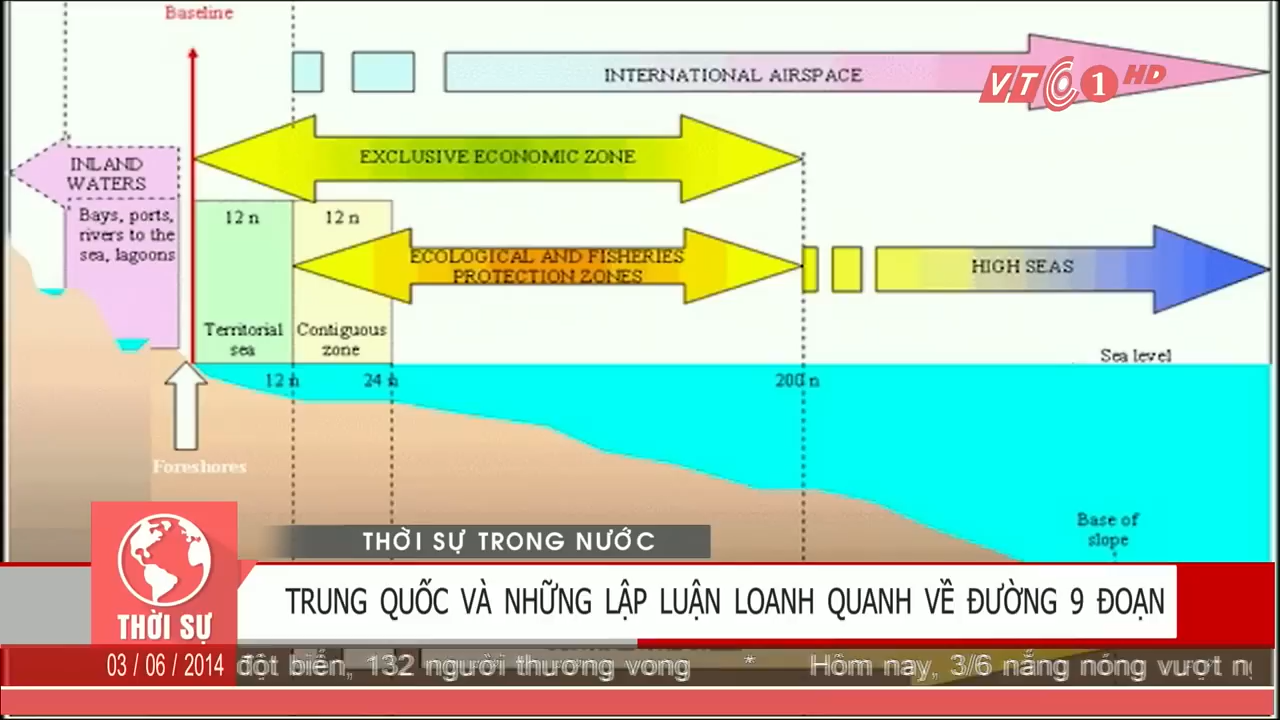 Baseline
INTERNATIONAL AIRSPACE
VTC1 HD
EXCLUSIVE ECONOMIC ZONE
INLAND
WATERS
Bays, ports,
rivers to the
sea, lagoons
12 n
12 n
ECOLOGICAL AND FISHERIES
PROTECTION ZONES
HIGH SEAS
Territorial
sea
Contiguous
zone
Sea level
12 n
24 n
200 n
Foreshores
Base of
slope
THỜI SỰ TRONG NƯỚC
TRUNG QUỐC VÀ NHỮNG LẬP LUẬN LOANH QUANH VỀ ĐƯỜNG 9 ĐOẠN
THỜI SỰ
03 / 06 / 2014
đột biến, 132 người thương vong * Hôm nay, 3/6 nắng nóng vượt